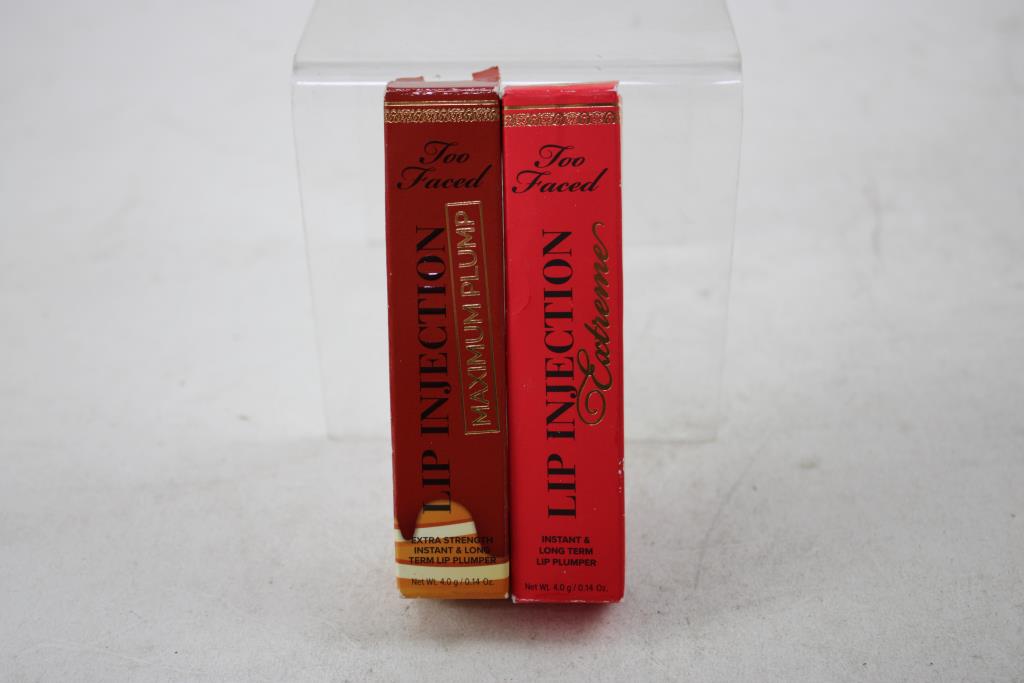 Too
Faced
LIP INJECTION
MAXIMUM PLUMP
EXTRA STRENGTH
INSTANT & LONG
TERM LIP PLUMPER
Net Wt. 4.0 g / 0.14 Oz.
Too
Faced
LIP INJECTION
Extreme
INSTANT &
LONG TERM
LIP PLUMPER
Net Wt. 4.0 g / 0.14 Oz.